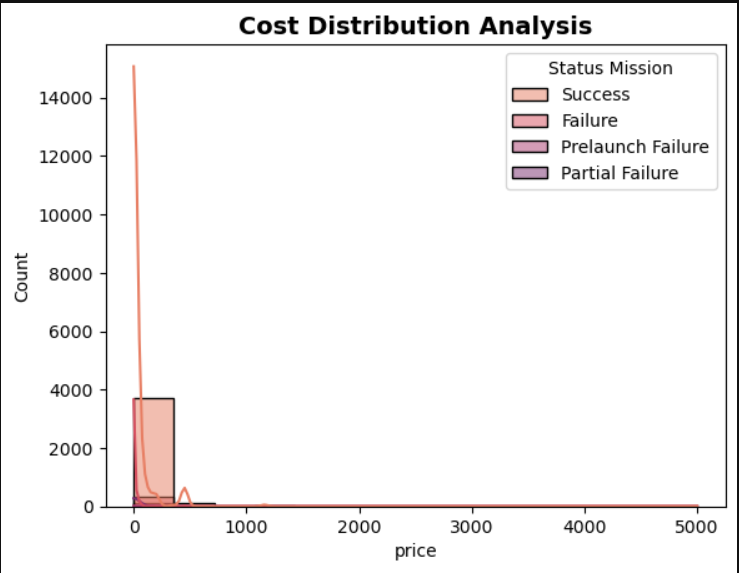 Cost Distribution Analysis
Status Mission
Success
Failure
Prelaunch Failure
Partial Failure
14000
12000
10000
8000
6000
4000
2000
0
Count
0 1000 2000 3000 4000 5000
price